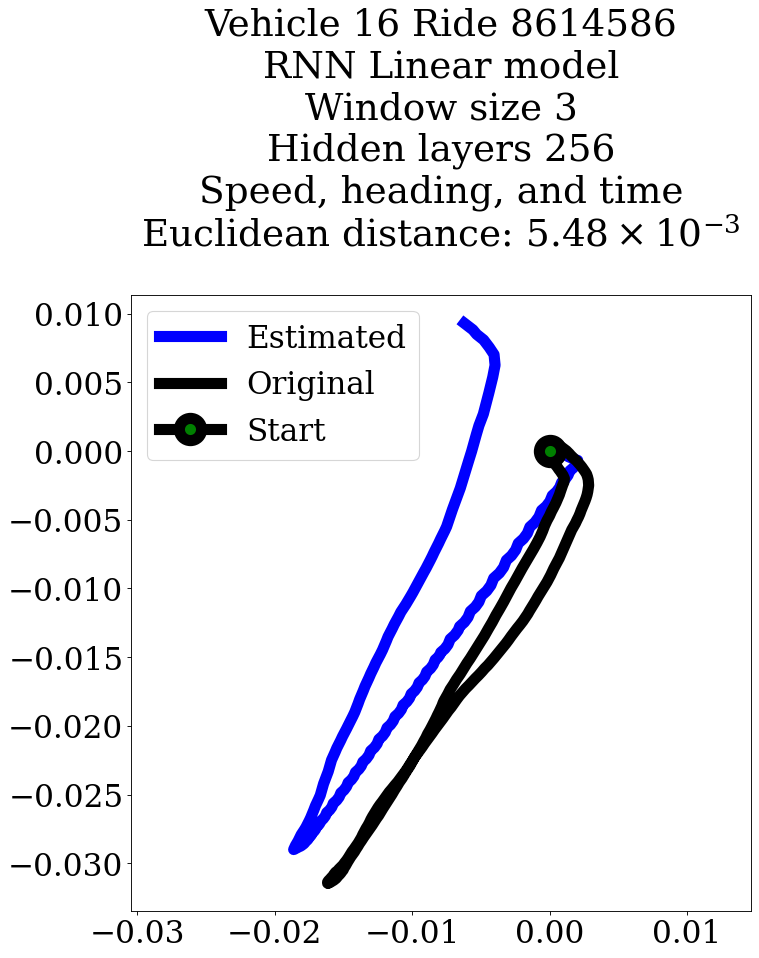 Vehicle 16 Ride 8614586
RNN Linear model
Window size 3
Hidden layers 256
Speed, heading, and time
Euclidean distance: 5.48 × 10⁻³
Estimated
Original
Start
0.010
0.005
0.000
−0.005
−0.010
−0.015
−0.020
−0.025
−0.030
−0.03 −0.02 −0.01 0.00 0.01